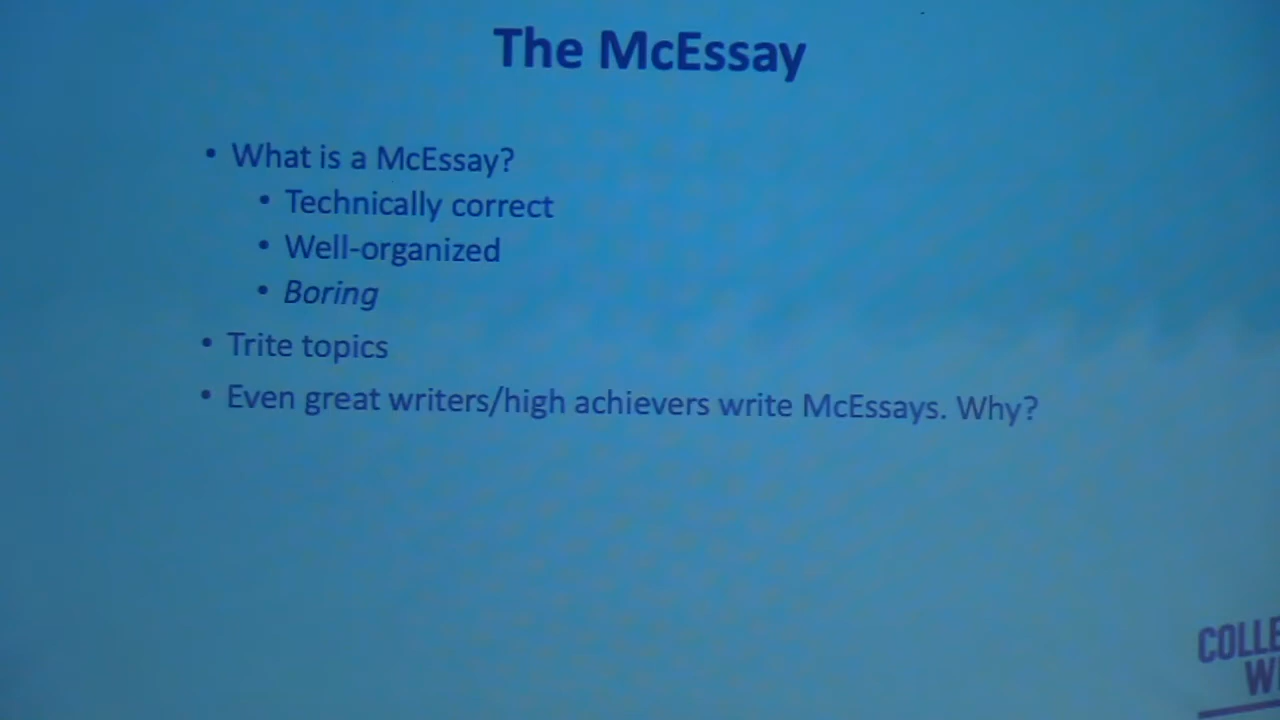 The McEssay
• What is a McEssay?
• Technically correct
• Well-organized
• Boring
• Trite topics
• Even great writers/high achievers write McEssays. Why?